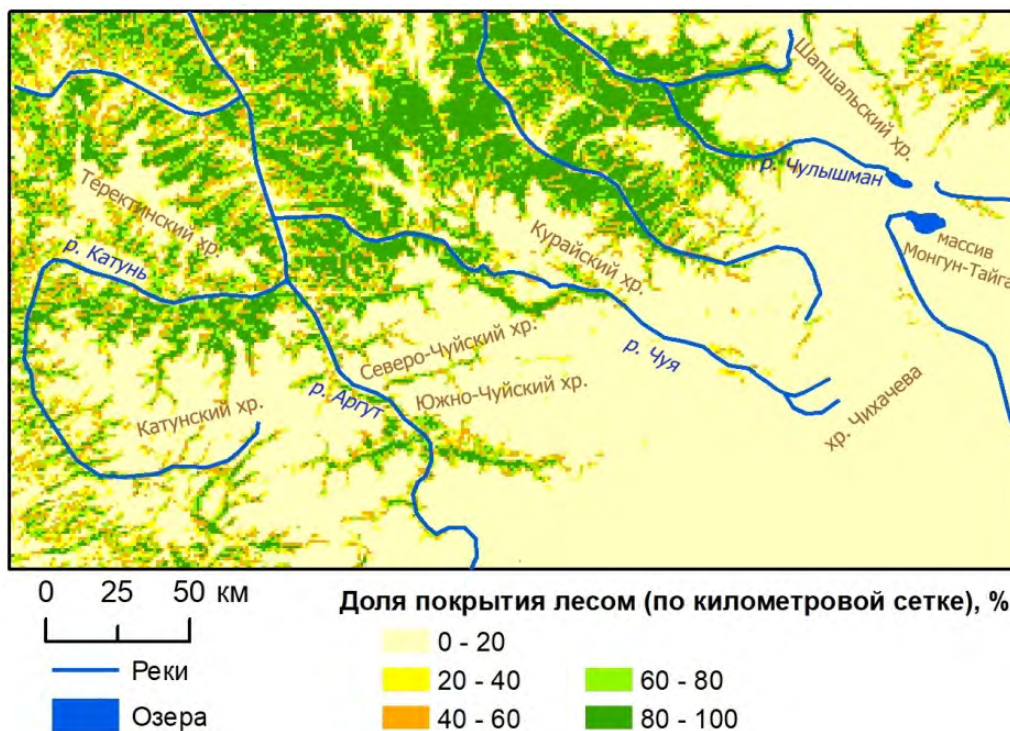 Шапшальский хр.
р. Чулышман
Теректинский хр.
р. Катунь
Курайский хр.
массив
Монгун-Тайга
Северо-Чуйский хр.
р. Чуя
р. Аргут
Южно-Чуйский хр.
Катунский хр.
хр. Чихачева
0 25 50 км
Доля покрытия лесом (по километровой сетке), %
0 - 20
Реки
20 - 40
60 - 80
Озера
40 - 60
80 - 100